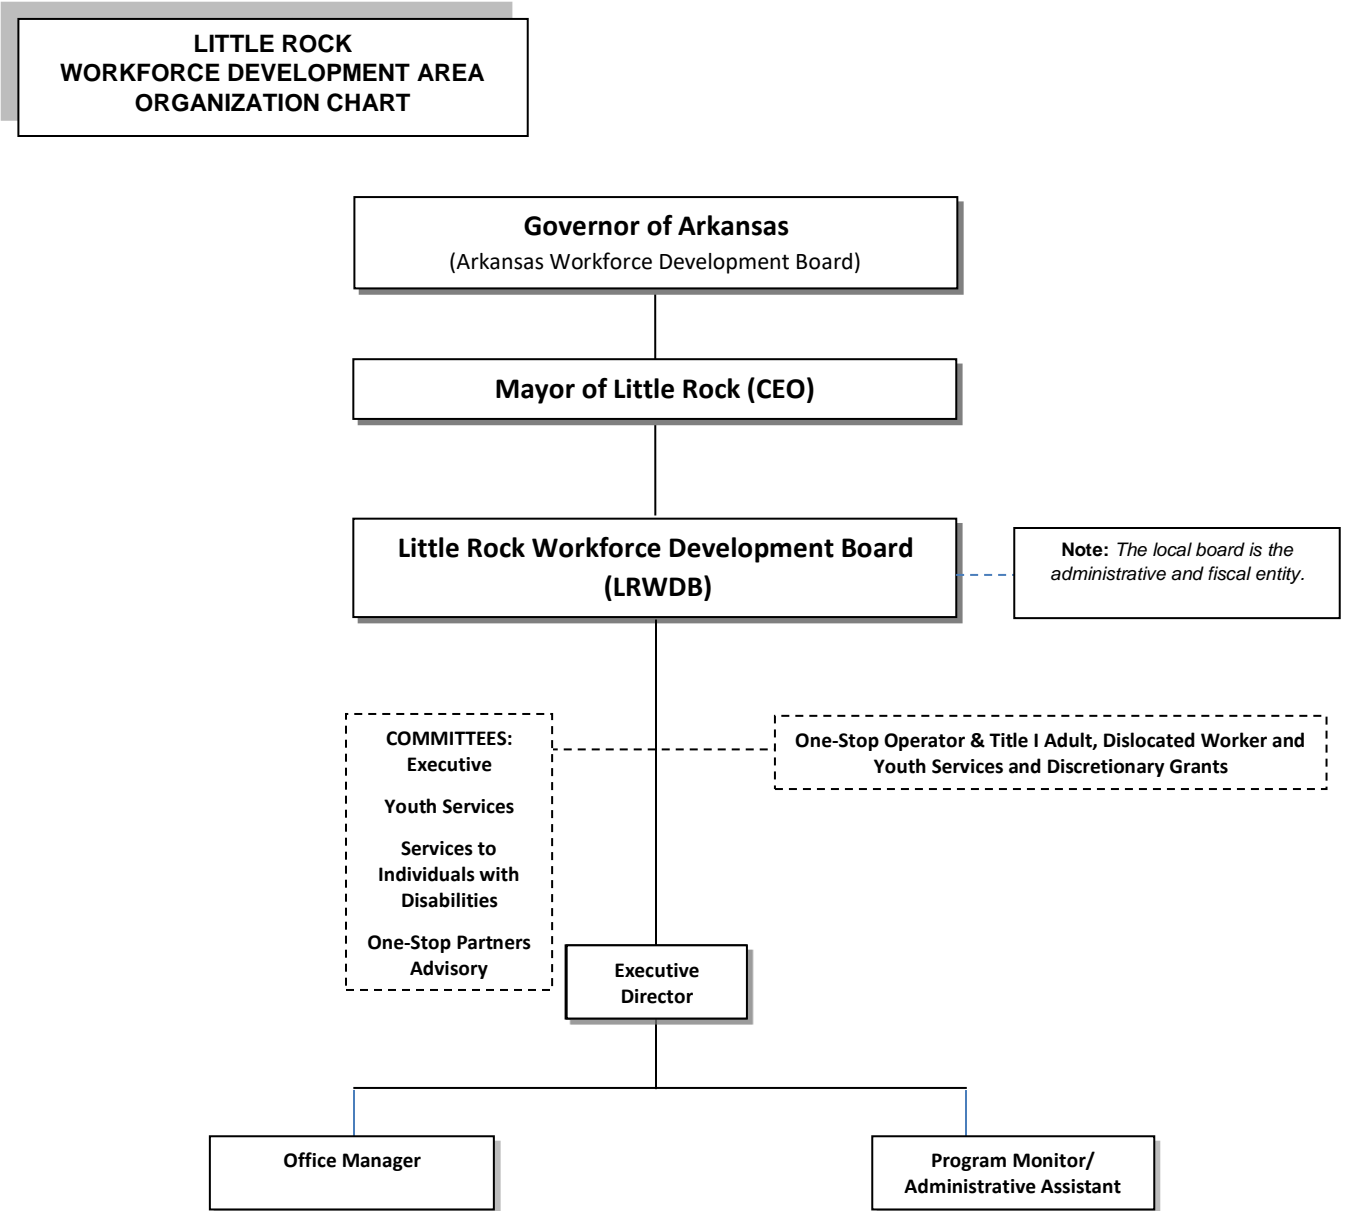 LITTLE ROCK
WORKFORCE DEVELOPMENT AREA
ORGANIZATION CHART
Governor of Arkansas
(Arkansas Workforce Development Board)
Mayor of Little Rock (CEO)
Little Rock Workforce Development Board
(LRWDB)
Note: The local board is the
administrative and fiscal entity.
COMMITTEES:
Executive
Youth Services
Services to
Individuals with
Disabilities
One-Stop Partners
Advisory
One-Stop Operator & Title I Adult, Dislocated Worker and
Youth Services and Discretionary Grants
Executive
Director
Office Manager
Program Monitor/
Administrative Assistant